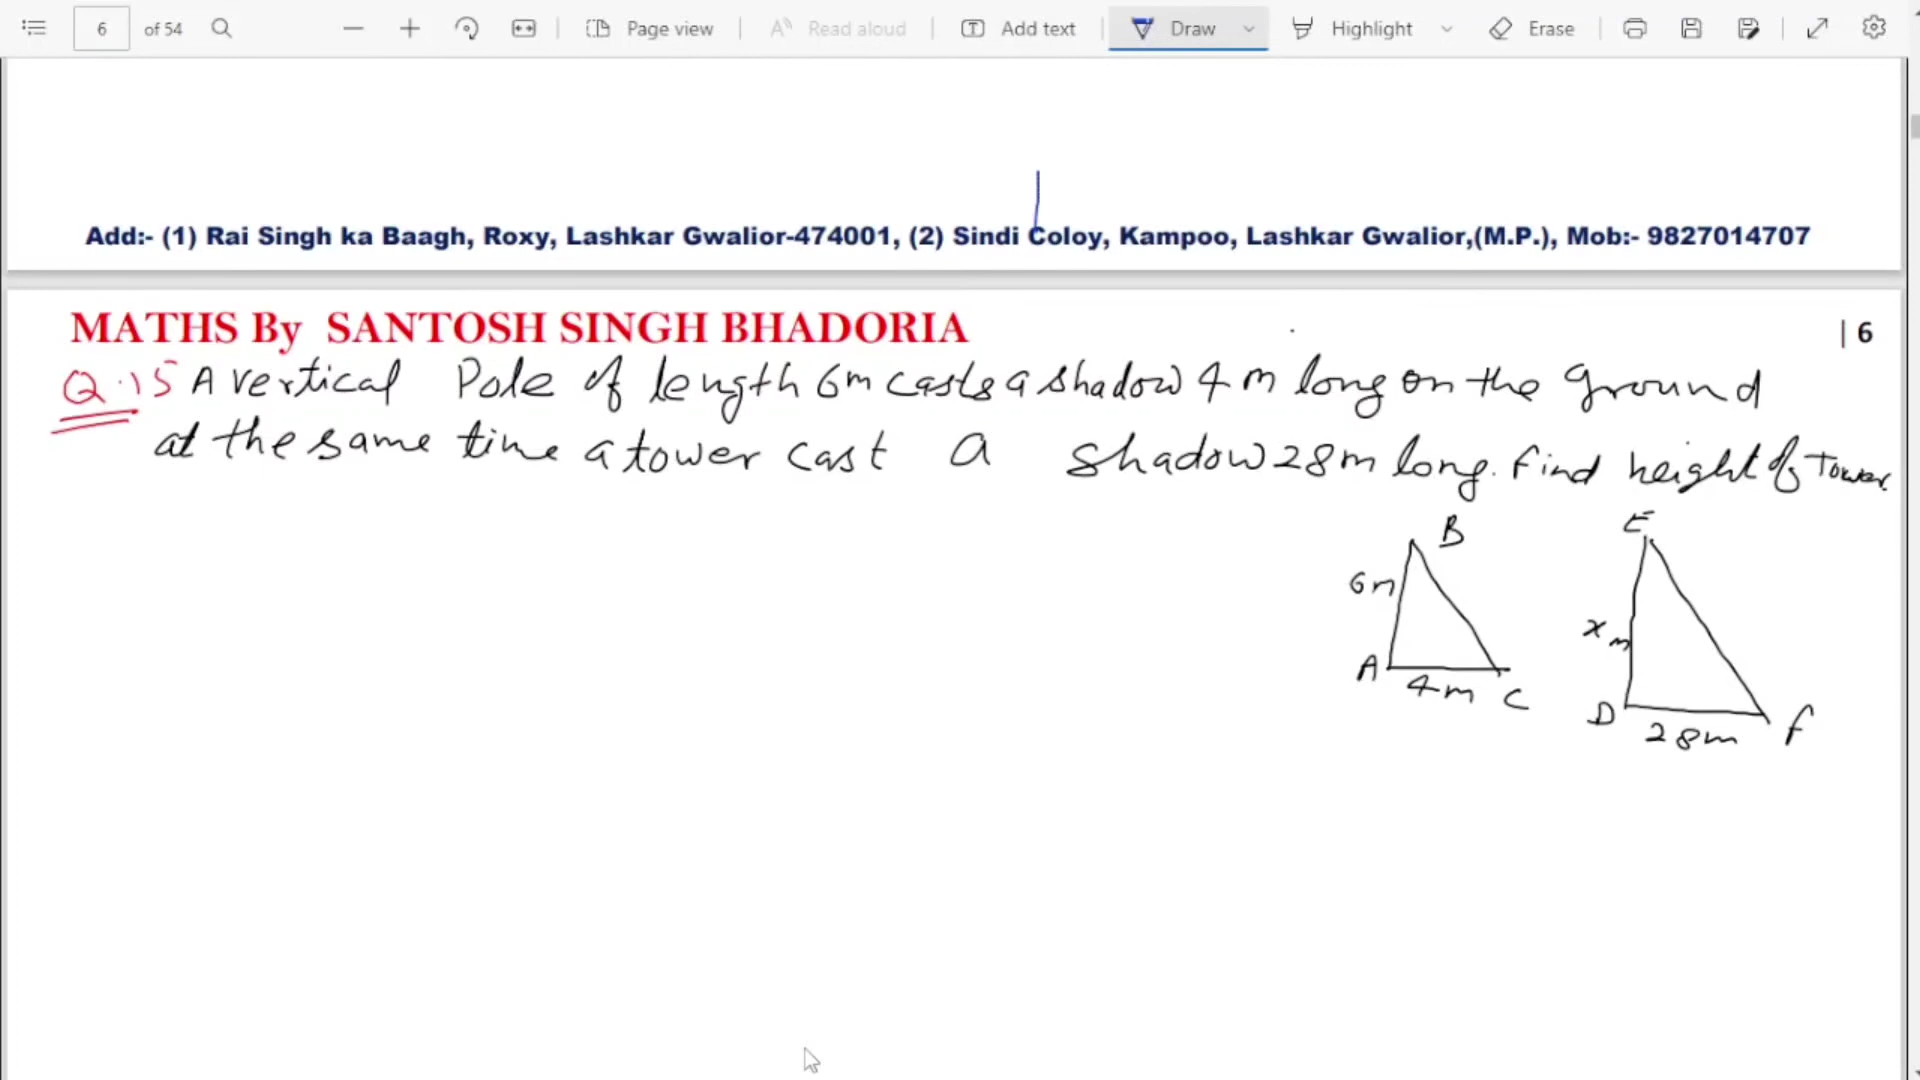 6 of 54 Page view Read aloud Add text Draw Highlight Erase
Add:- (1) Rai Singh ka Baagh, Roxy, Lashkar Gwalior-474001, (2) Sindi Coloy, Kampoo, Lashkar Gwalior,(M.P.), Mob:- 9827014707
MATHS By SANTOSH SINGH BHADORIA | 6
Q.15 A vertical Pole of length 6m casts a shadow 4 m long on the ground
at the same time a tower cast a shadow 28m long. find height of Tower.
B
E
6m
x m
A
4m C
D
28m
F